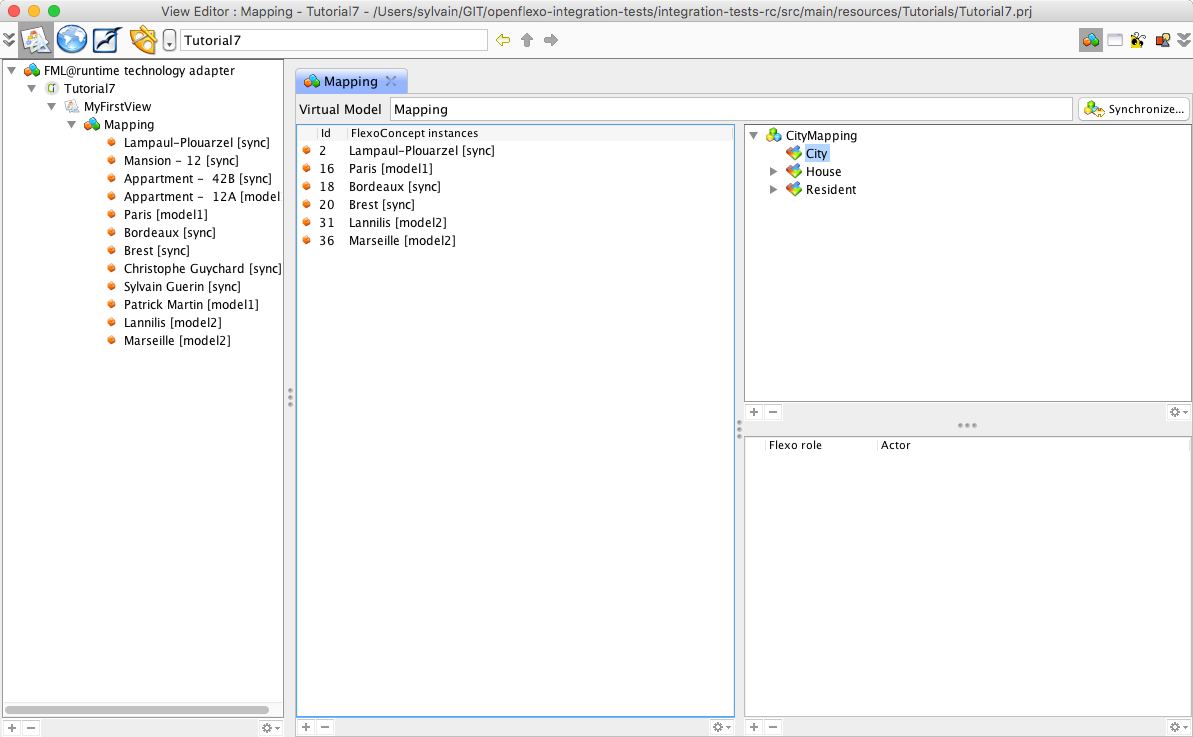 View Editor : Mapping - Tutorial7 - /Users/sylvain/GIT/openflexo-integration-tests/integration-tests-rc/src/main/resources/Tutorials/Tutorial7.prj
Tutorial7
FML@runtime technology adapter
Tutorial7
MyFirstView
Mapping
Lampaul-Plouarzel [sync]
Mansion - 12 [sync]
Appartment - 42B [sync]
Appartment - 12A [model
Paris [model1]
Bordeaux [sync]
Brest [sync]
Christophe Guychard [sync]
Sylvain Guerin [sync]
Patrick Martin [model1]
Lannilis [model2]
Marseille [model2]
Mapping
Virtual Model Mapping Synchronize...
Id FlexoConcept instances
2 Lampaul-Plouarzel [sync]
16 Paris [model1]
18 Bordeaux [sync]
20 Brest [sync]
31 Lannilis [model2]
36 Marseille [model2]
CityMapping
City
House
Resident
Flexo role Actor